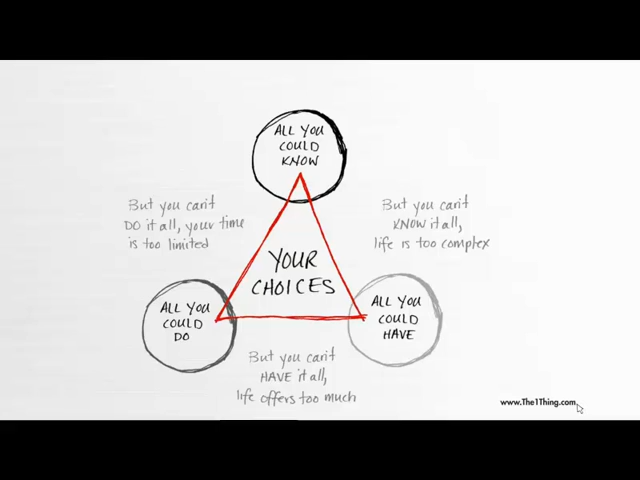 ALL YOU
COULD
KNOW
But you can't
DO it all, your time
is too limited
But you can't
KNOW it all,
life is too complex
YOUR
CHOICES
ALL YOU
COULD
DO
ALL YOU
COULD
HAVE
But you can't
HAVE it all,
life offers too much
www.The1Thing.com